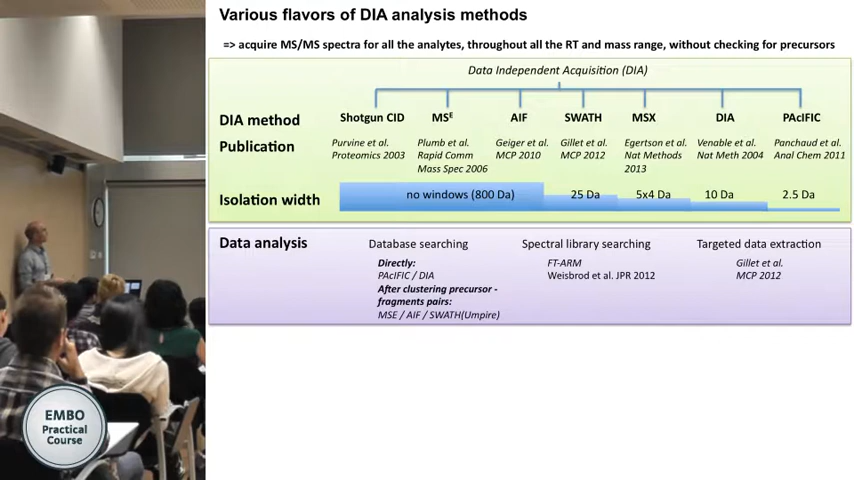 Various flavors of DIA analysis methods
=> acquire MS/MS spectra for all the analytes, throughout all the RT and mass range, without checking for precursors
Data Independent Acquisition (DIA)
DIA method
Shotgun CID
MSᴱ
AIF
SWATH
MSX
DIA
PAcIFIC
Publication
Purvine et al.
Proteomics 2003
Plumb et al.
Rapid Comm
Mass Spec 2006
Geiger et al.
MCP 2010
Gillet et al.
MCP 2012
Egertson et al.
Nat Methods
2013
Venable et al.
Nat Meth 2004
Panchaud et al.
Anal Chem 2011
Isolation width
no windows (800 Da)
25 Da
5x4 Da
10 Da
2.5 Da
Data analysis
Database searching
Directly:
PAcIFIC / DIA
After clustering precursor -
fragments pairs:
MSE / AIF / SWATH(Umpire)
Spectral library searching
FT-ARM
Weisbrod et al. JPR 2012
Targeted data extraction
Gillet et al.
MCP 2012
EMBO
Practical
Course